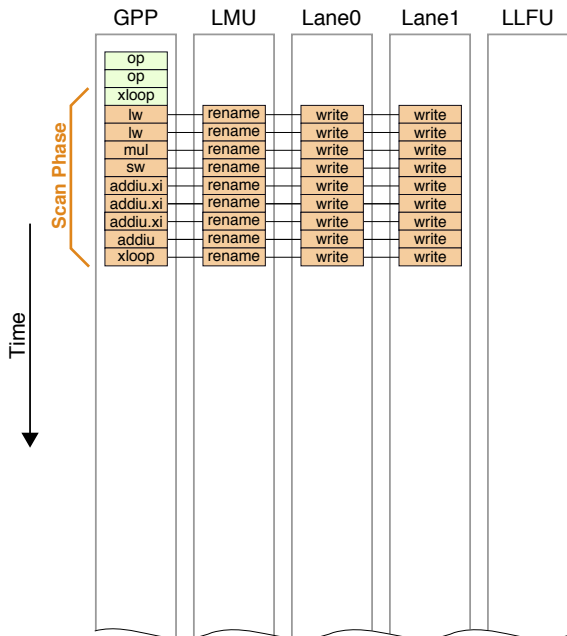 GPP LMU Lane0 Lane1 LLFU
op
op
xloop
lw rename write write
lw rename write write
mul rename write write
sw rename write write
addiu.xi rename write write
addiu.xi rename write write
addiu.xi rename write write
addiu rename write write
xloop rename write write
Scan Phase
Time